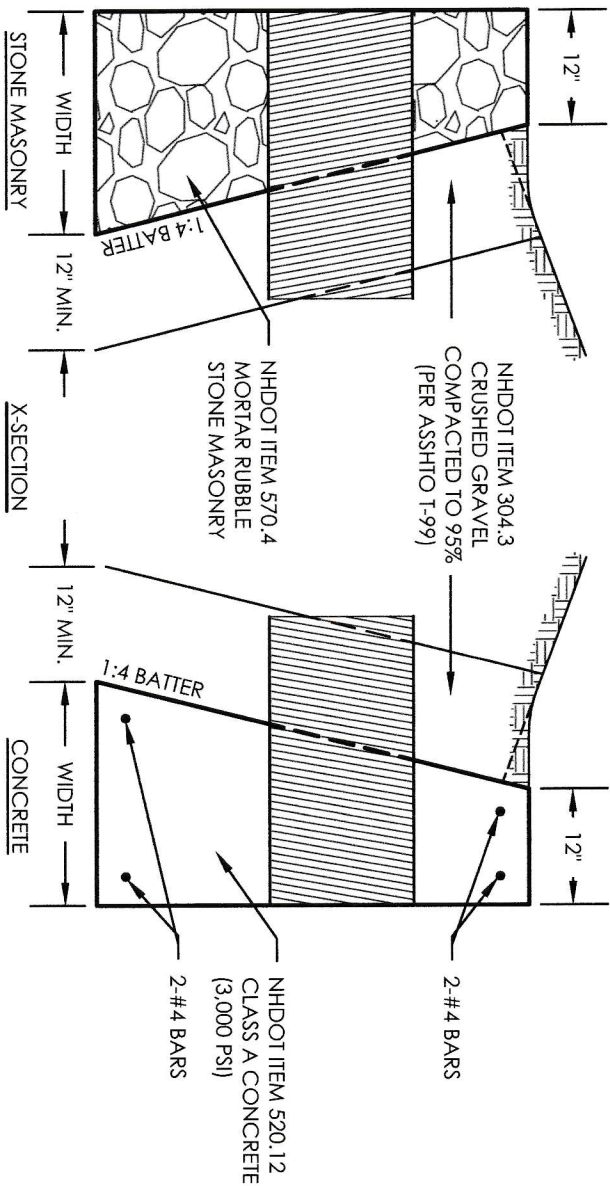 12"
12"
NHDOT ITEM 304.3
CRUSHED GRAVEL
COMPACTED TO 95%
(PER ASSHTO T-99)
2-#4 BARS
NHDOT ITEM 570.4
MORTAR RUBBLE
STONE MASONRY
NHDOT ITEM 520.12
CLASS A CONCRETE
(3,000 PSI)
1:4 BATTER
1:4 BATTER
2-#4 BARS
WIDTH
12" MIN.
12" MIN.
WIDTH
STONE MASONRY
X-SECTION
CONCRETE